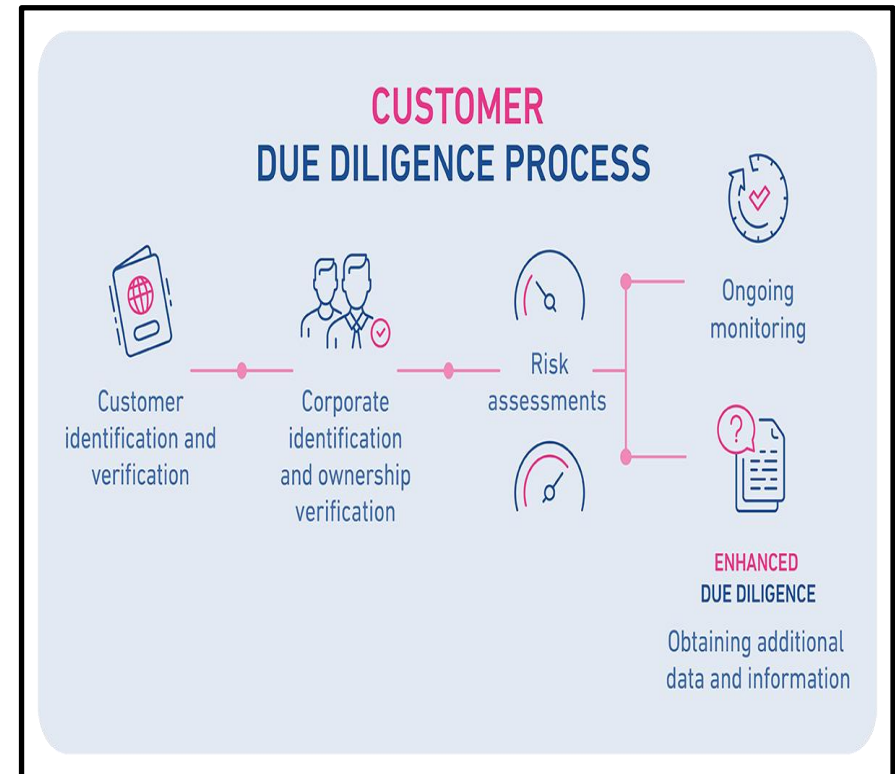 CUSTOMER
DUE DILIGENCE PROCESS
Customer
identification and
verification
Corporate
identification
and ownership
verification
Risk
assessments
Ongoing
monitoring
?
ENHANCED
DUE DILIGENCE
Obtaining additional
data and information